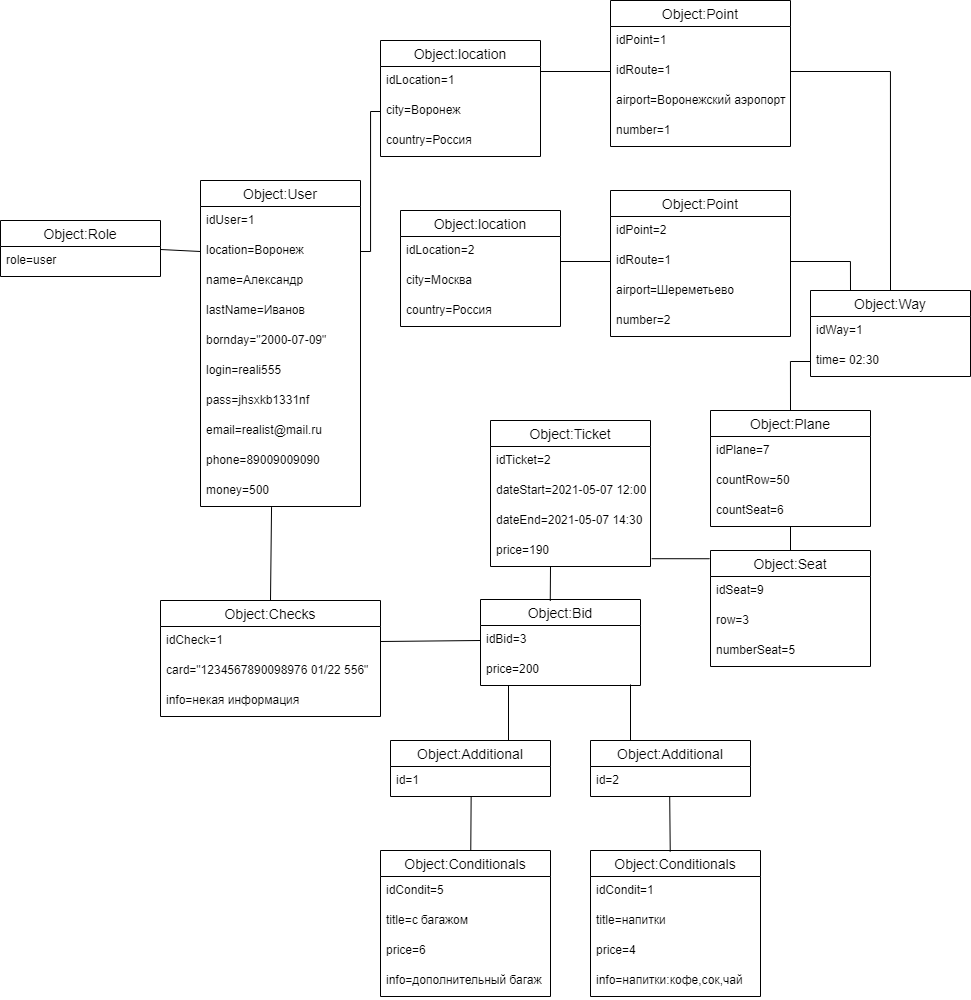 Object:Point
idPoint=1
idRoute=1
airport=Воронежский аэропорт
number=1
Object:location
idLocation=1
city=Воронеж
country=Россия
Object:User
idUser=1
location=Воронеж
name=Александр
lastName=Иванов
bornday="2000-07-09"
login=reali555
pass=jhsxkb1331nf
email=realist@mail.ru
phone=89009009090
money=500
Object:Role
role=user
Object:location
idLocation=2
city=Москва
country=Россия
Object:Point
idPoint=2
idRoute=1
airport=Шереметьево
number=2
Object:Way
idWay=1
time= 02:30
Object:Plane
idPlane=7
countRow=50
countSeat=6
Object:Ticket
idTicket=2
dateStart=2021-05-07 12:00
dateEnd=2021-05-07 14:30
price=190
Object:Seat
idSeat=9
row=3
numberSeat=5
Object:Checks
idCheck=1
card="1234567890098976 01/22 556"
info=некая информация
Object:Bid
idBid=3
price=200
Object:Additional
id=1
Object:Additional
id=2
Object:Conditionals
idCondit=5
title=с багажом
price=6
info=дополнительный багаж
Object:Conditionals
idCondit=1
title=напитки
price=4
info=напитки:кофе,сок,чай